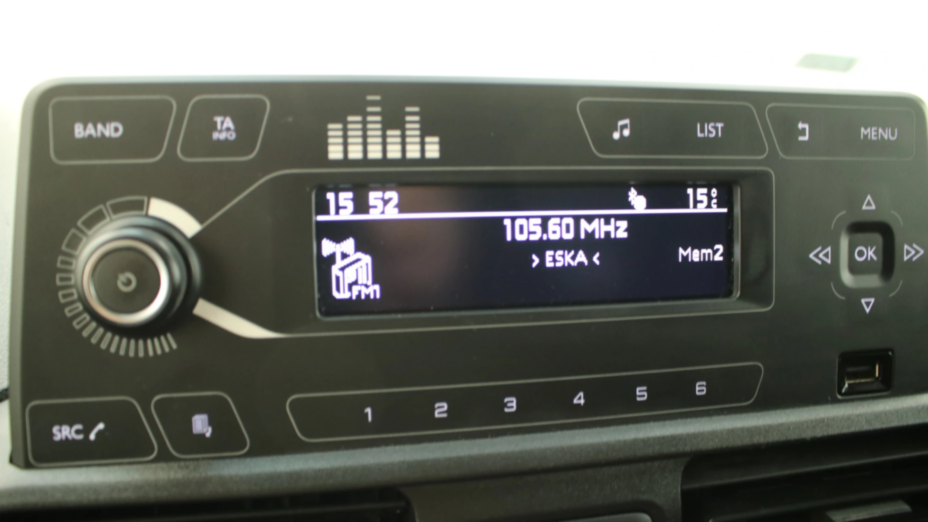 BAND
TA
INFO
LIST
MENU
15 52
15°C
105.60 MHz
> ESKA <
Mem2
FM1
OK
SRC
1 2 3 4 5 6